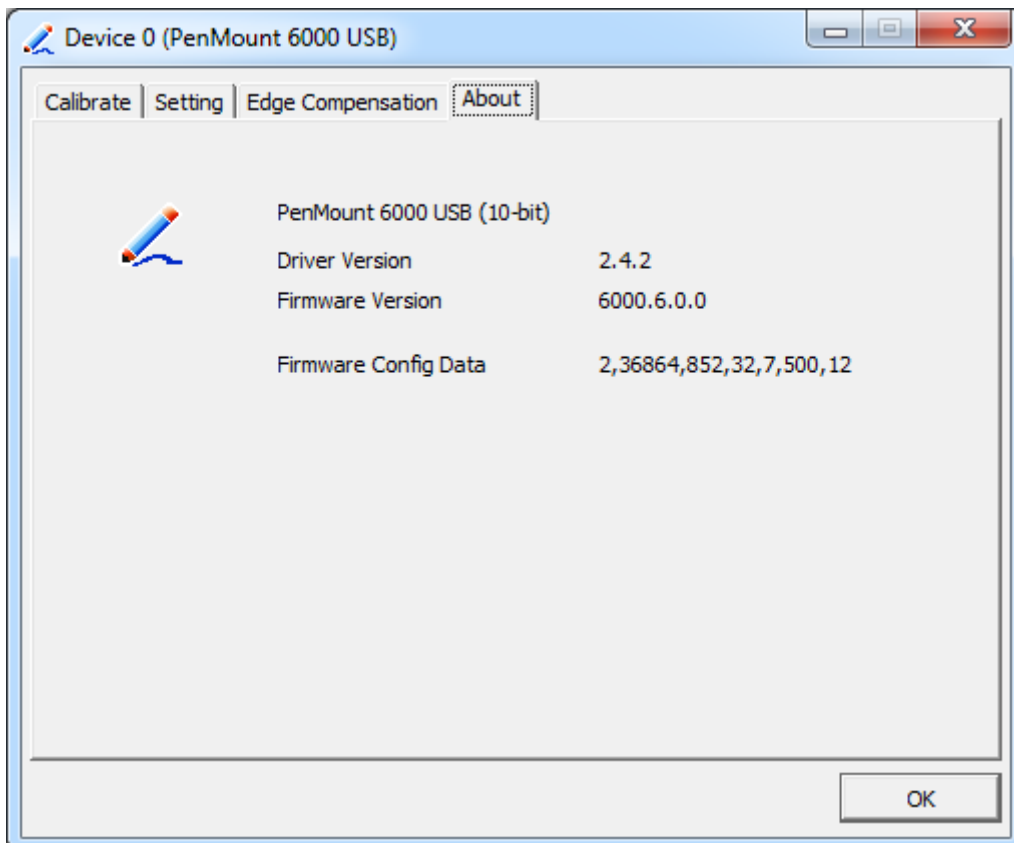 Device 0 (PenMount 6000 USB)
Calibrate Setting Edge Compensation About
PenMount 6000 USB (10-bit)
Driver Version 2.4.2
Firmware Version 6000.6.0.0
Firmware Config Data 2,36864,852,32,7,500,12
OK